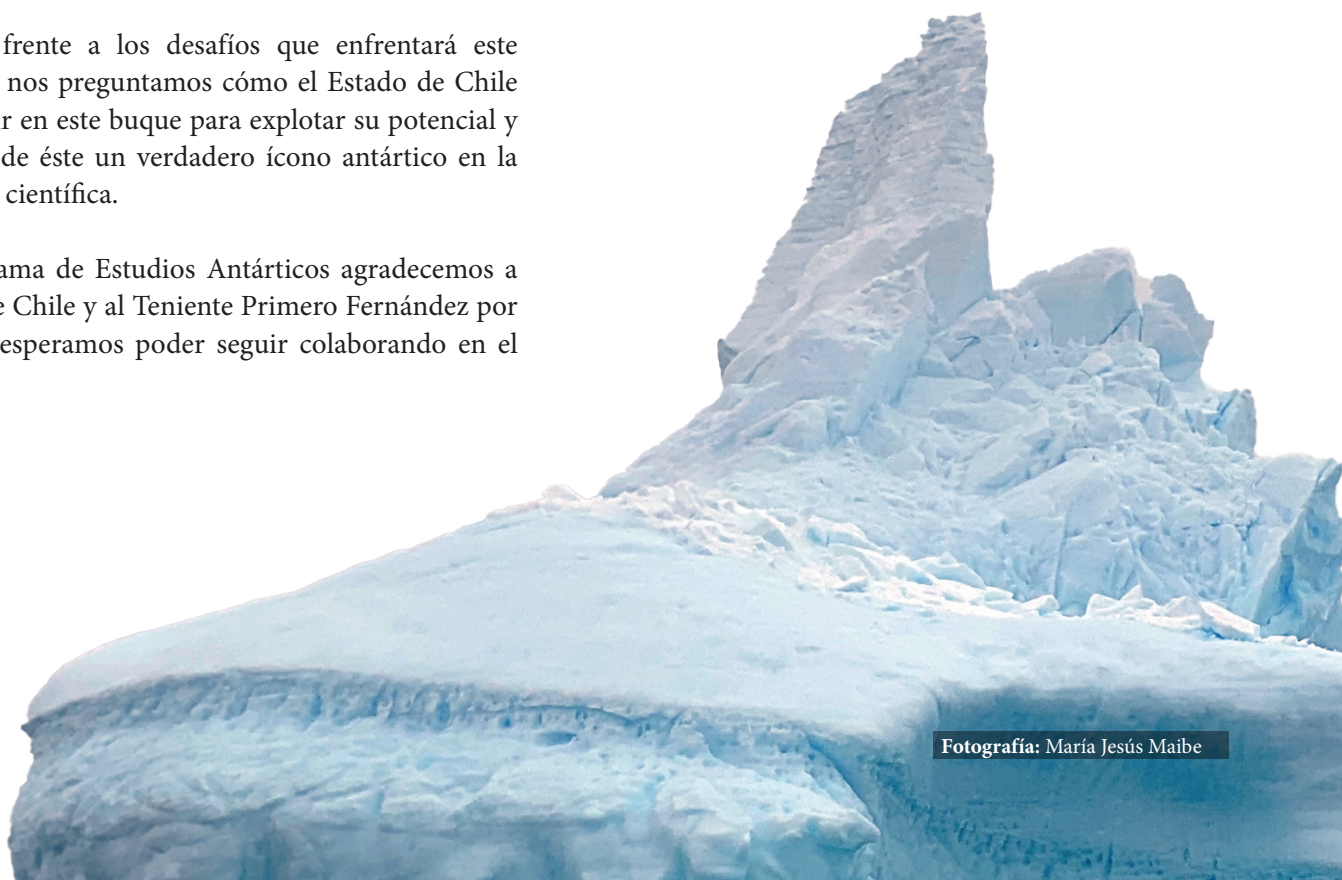 frente a los desafíos que enfrentará este
nos preguntamos cómo el Estado de Chile
en este buque para explotar su potencial y
de éste un verdadero ícono antártico en la
científica.
de Estudios Antárticos agradecemos a
Chile y al Teniente Primero Fernández por
esperamos poder seguir colaborando en el
Fotografía: María Jesús Maibe